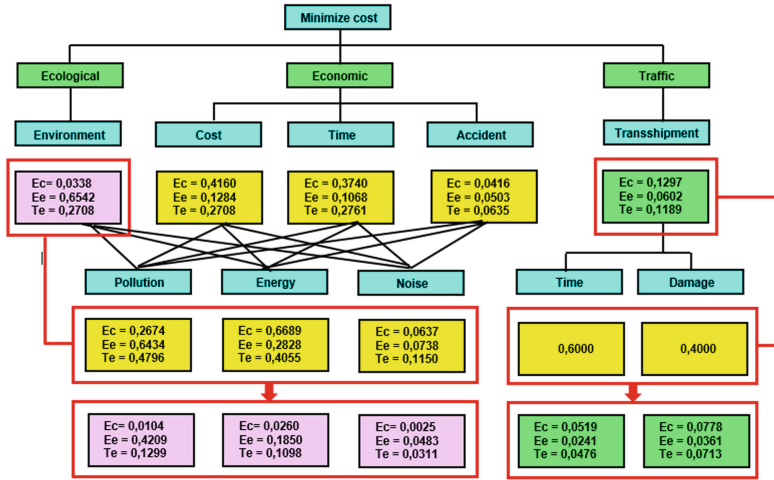 Minimize cost
Ecological
Economic
Traffic
Environment
Cost
Time
Accident
Transshipment
Ec= 0,0338
Ee = 0,6542
Te = 0,2708
Ec = 0,4160
Ee = 0,1284
Te = 0,2708
Ec = 0,3740
Ee = 0,1068
Te = 0,2761
Ec = 0,0416
Ee = 0,0503
Te = 0,0635
Ec = 0,1297
Ee = 0,0602
Te = 0,1189
Pollution
Energy
Noise
Time
Damage
Ec = 0,2674
Ee = 0,6434
Te = 0,4796
Ec = 0,6689
Ee = 0,2828
Te = 0,4055
Ec = 0,0637
Ee = 0,0738
Te = 0,1150
0,6000
0,4000
Ec= 0,0104
Ee = 0,4209
Te = 0,1299
Ec= 0,0260
Ee = 0,1850
Te = 0,1098
Ec= 0,0025
Ee = 0,0483
Te = 0,0311
Ec = 0,0519
Ee = 0,0241
Te = 0,0476
Ec = 0,0778
Ee = 0,0361
Te = 0,0713